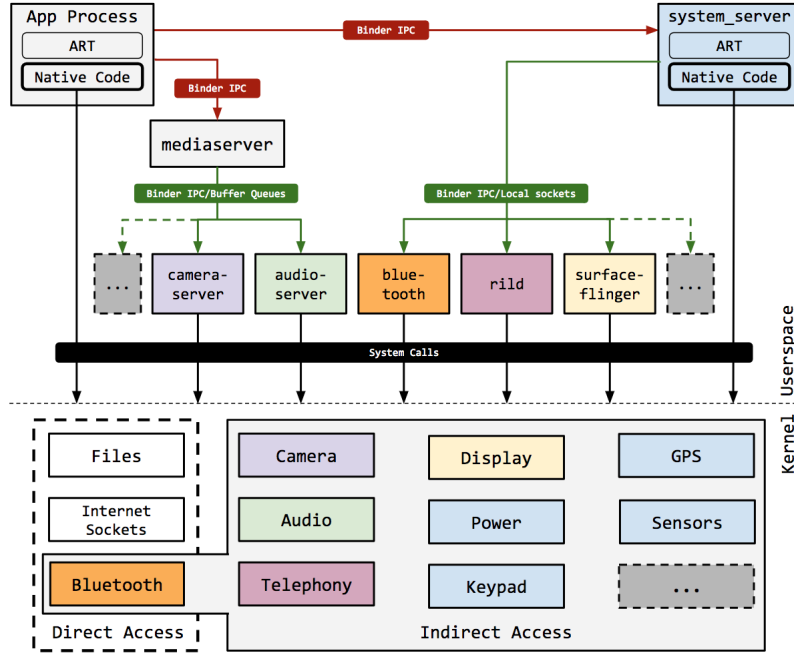 App Process
system_server
ART
Binder IPC
ART
Native Code
Native Code
Binder IPC
mediaserver
Binder IPC/Buffer Queues
Binder IPC/Local sockets
...
camera-
server
audio-
server
blue-
tooth
rild
surface-
flinger
...
System Calls
Userspace
Kernel
Files
Camera
Display
GPS
Internet
Sockets
Audio
Power
Sensors
Bluetooth
Telephony
Keypad
...
Direct Access
Indirect Access